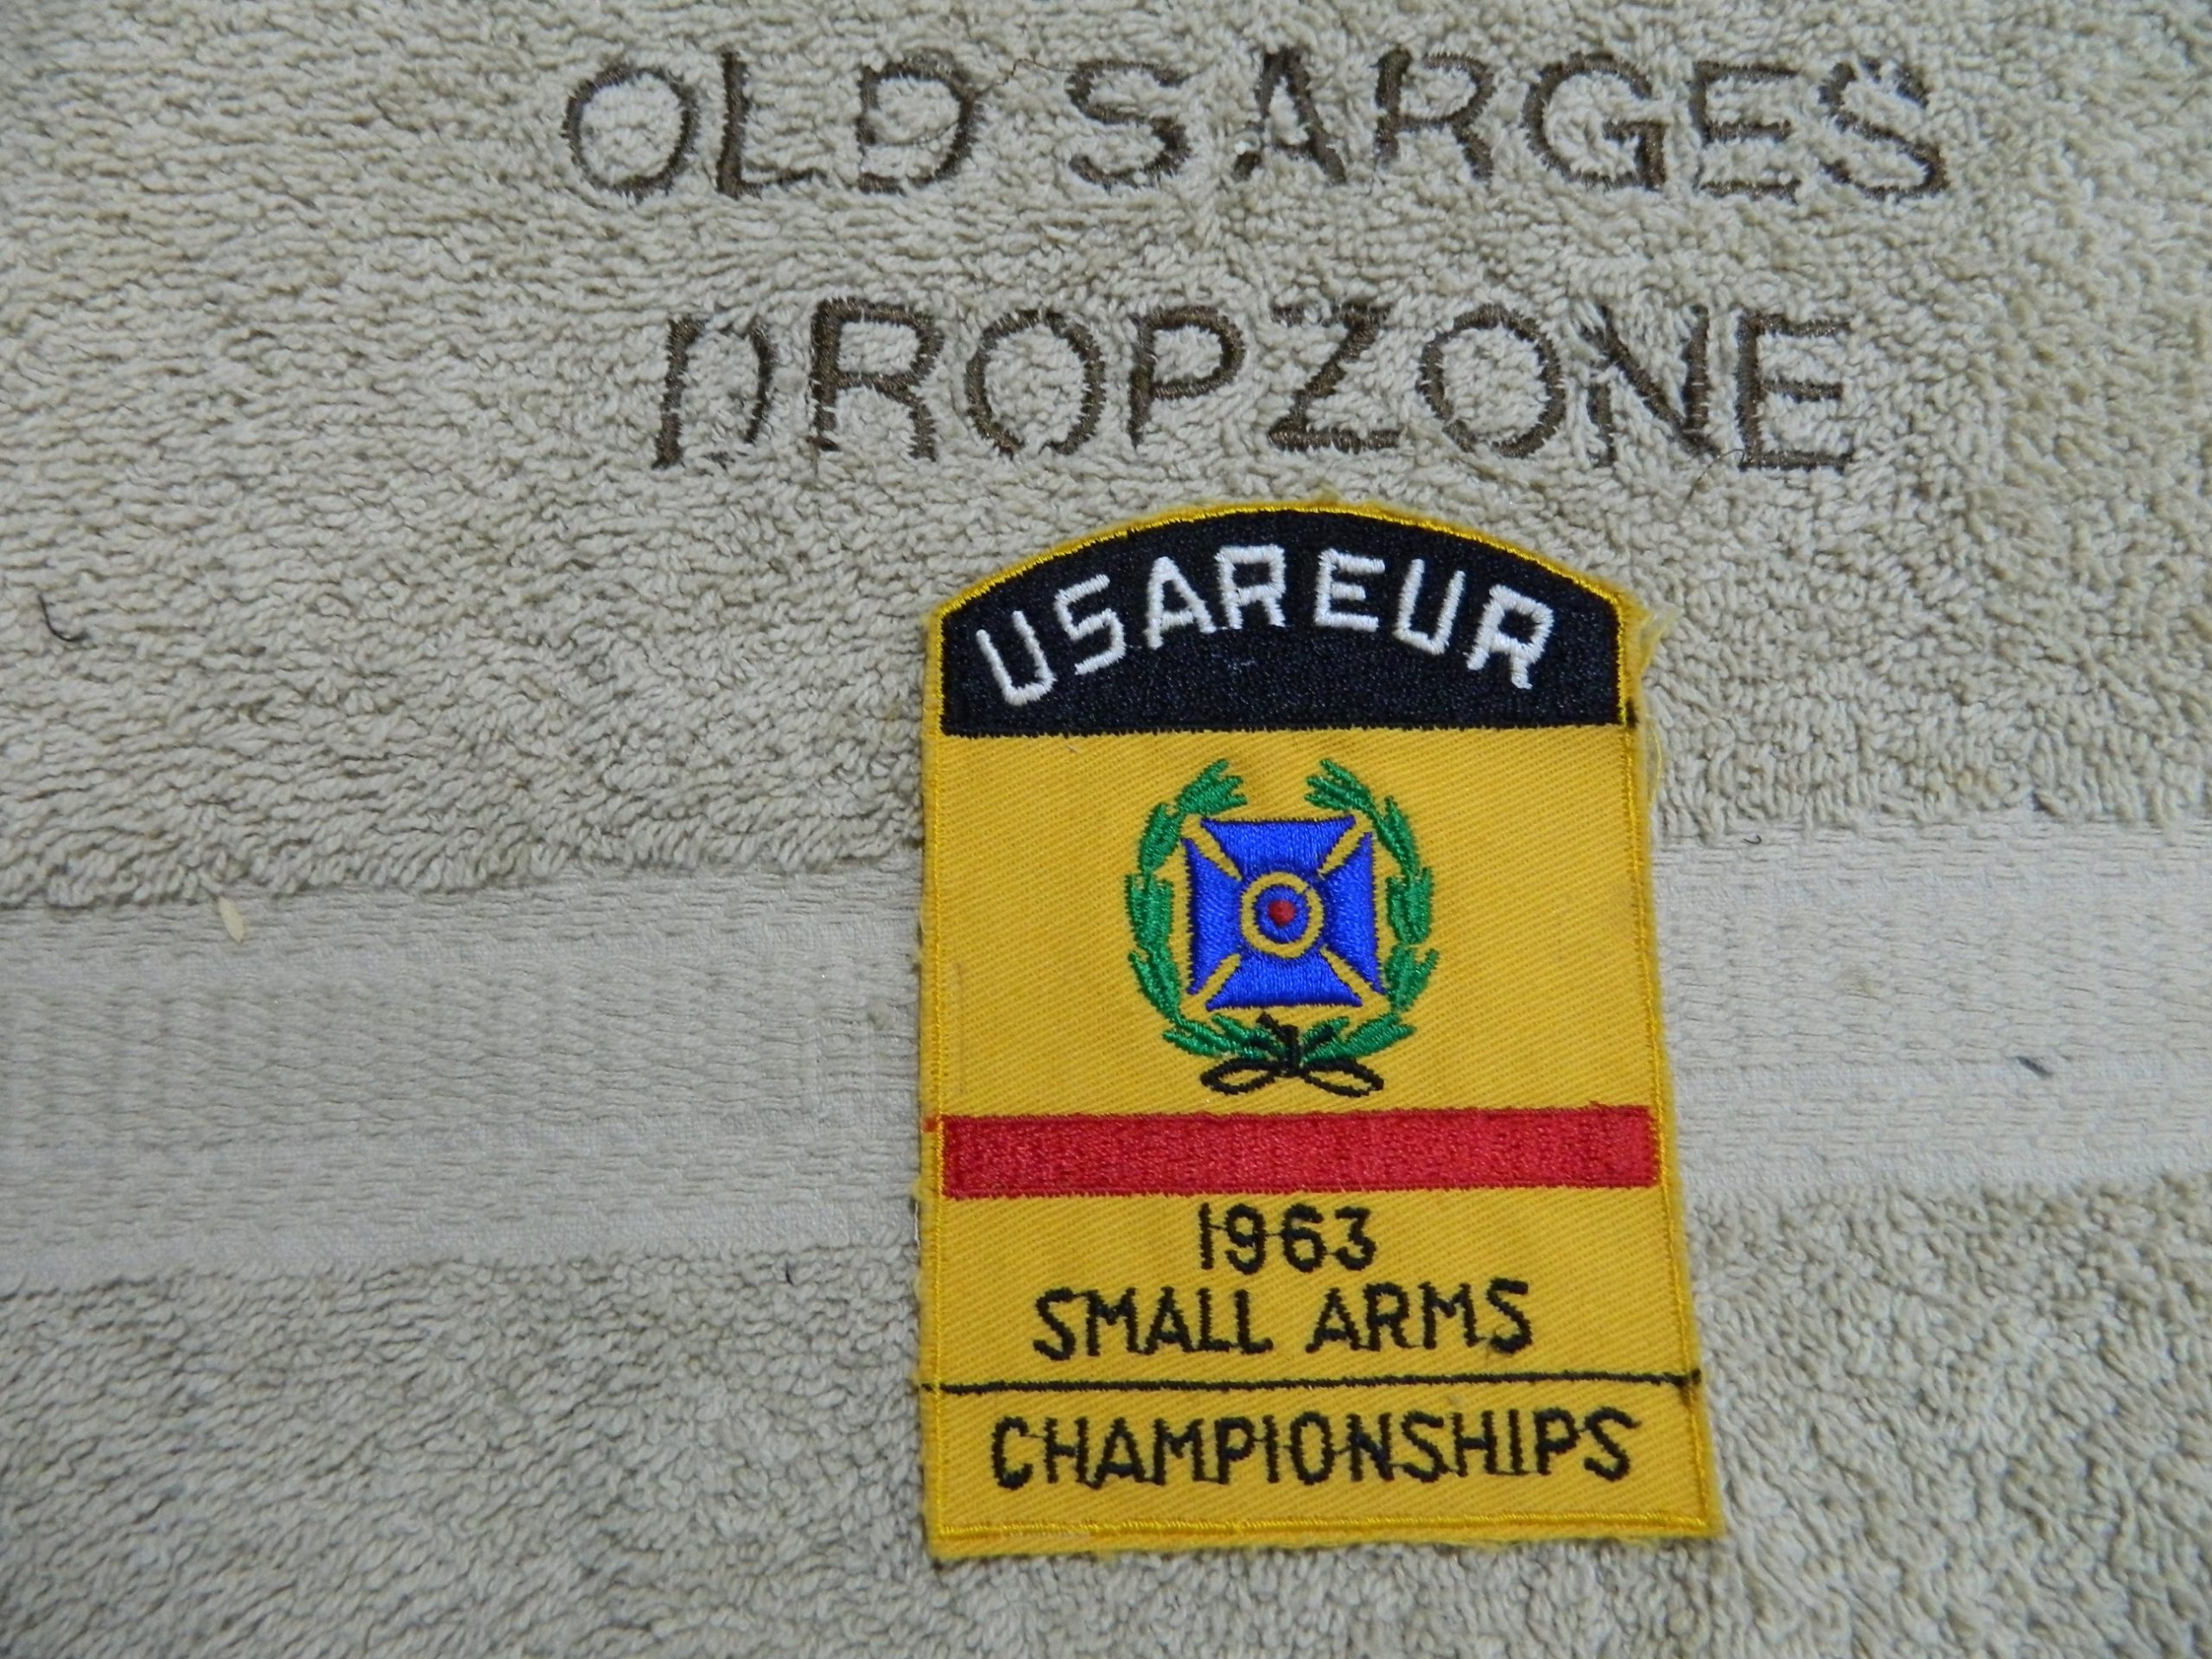 OLD SARGES
DROPZONE
USAREUR
1963
SMALL ARMS
CHAMPIONSHIPS